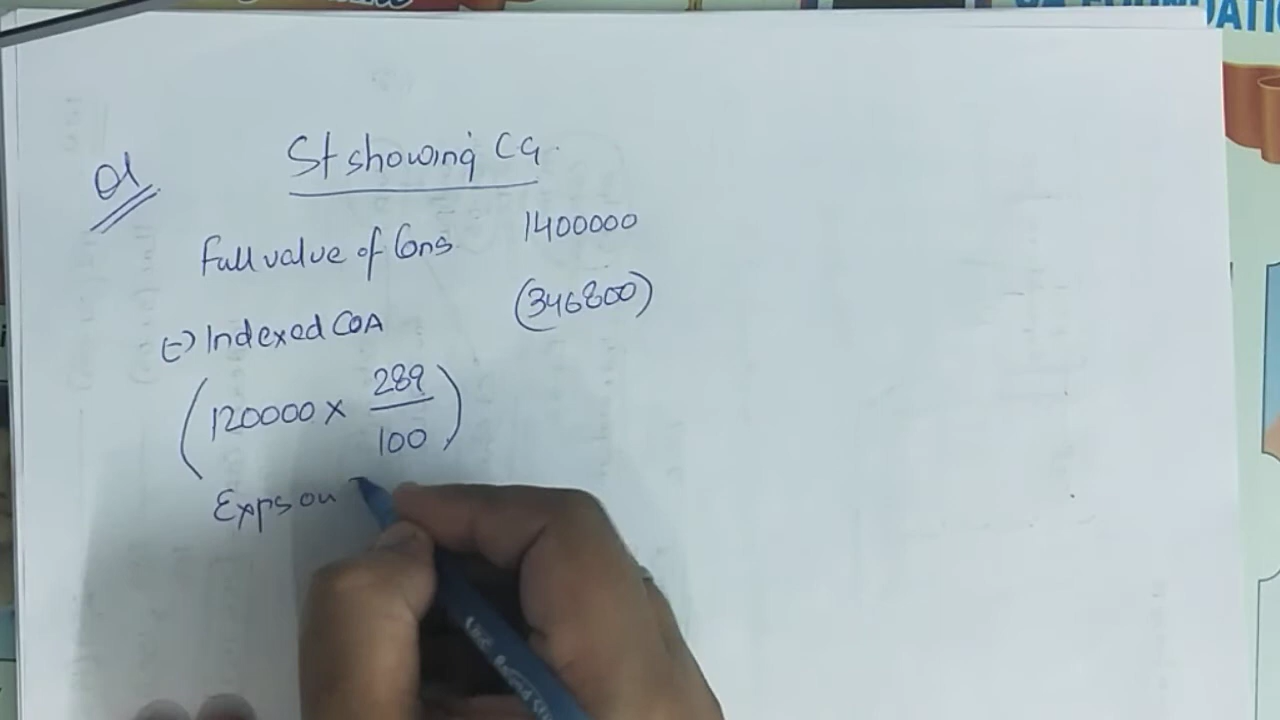 Q1
St showing CG.
Full value of Cons. 1400000
(-) Indexed COA (346800)
(120000 × 289/100)
Exps on T